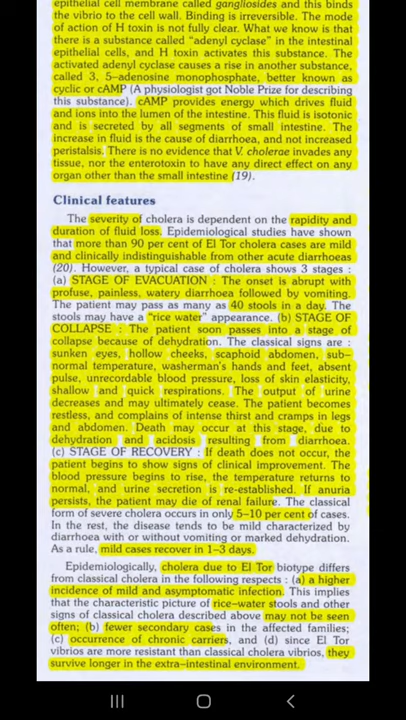 epithelial cell membrane called gangliosides and this binds
the vibrio to the cell wall. Binding is irreversible. The mode
of action of H toxin is not fully clear. What we know is that
there is a substance called "adenyl cyclase" in the intestinal
epithelial cells, and H toxin activates this substance. The
activated adenyl cyclase causes a rise in another substance,
called 3, 5-adenosine monophosphate, better known as
cyclic or cAMP (A physiologist got Noble Prize for describing
this substance). cAMP provides energy which drives fluid
and ions into the lumen of the intestine. This fluid is isotonic
and is secreted by all segments of small intestine. The
increase in fluid is the cause of diarrhoea, and not increased
peristalsis. There is no evidence that V. cholerae invades any
tissue, nor the enterotoxin to have any direct effect on any
organ other than the small intestine (19).
Clinical features
The severity of cholera is dependent on the rapidity and
duration of fluid loss. Epidemiological studies have shown
that more than 90 per cent of El Tor cholera cases are mild
and clinically indistinguishable from other acute diarrhoeas
(20). However, a typical case of cholera shows 3 stages :
(a) STAGE OF EVACUATION : The onset is abrupt with
profuse, painless, watery diarrhoea followed by vomiting.
The patient may pass as many as 40 stools in a day. The
stools may have a "rice water" appearance. (b) STAGE OF
COLLAPSE : The patient soon passes into a stage of
collapse because of dehydration. The classical signs are :
sunken eyes, hollow cheeks, scaphoid abdomen, sub-
normal temperature, washerman's hands and feet, absent
pulse, unrecordable blood pressure, loss of skin elasticity,
shallow and quick respirations. The output of urine
decreases and may ultimately cease. The patient becomes
restless, and complains of intense thirst and cramps in legs
and abdomen. Death may occur at this stage, due to
dehydration and acidosis resulting from diarrhoea.
(c) STAGE OF RECOVERY : If death does not occur, the
patient begins to show signs of clinical improvement. The
blood pressure begins to rise, the temperature returns to
normal, and urine secretion is re-established. If anuria
persists, the patient may die of renal failure. The classical
form of severe cholera occurs in only 5-10 per cent of cases.
In the rest, the disease tends to be mild characterized by
diarrhoea with or without vomiting or marked dehydration.
As a rule, mild cases recover in 1-3 days.
Epidemiologically, cholera due to El Tor biotype differs
from classical cholera in the following respects : (a) a higher
incidence of mild and asymptomatic infection. This implies
that the characteristic picture of rice-water stools and other
signs of classical cholera described above may not be seen
often; (b) fewer secondary cases in the affected families;
(c) occurrence of chronic carriers, and (d) since El Tor
vibrios are more resistant than classical cholera vibrios, they
survive longer in the extra-intestinal environment.